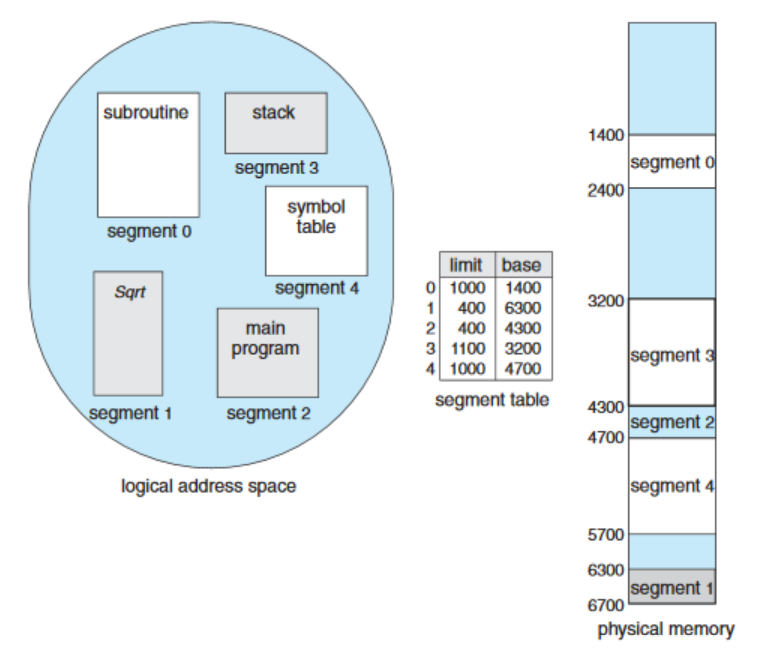 subroutine
segment 0
stack
segment 3
symbol
table
segment 4
Sqrt
segment 1
main
program
segment 2
logical address space
limit base
0 1000 1400
1 400 6300
2 400 4300
3 1100 3200
4 1000 4700
segment table
1400
segment 0
2400
3200
segment 3
4300
segment 2
4700
segment 4
5700
6300
segment 1
6700
physical memory